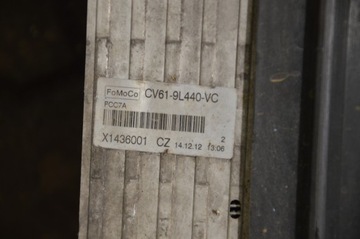 FoMoCo CV61-9L440-VC
PCC7A
2
X1436001 CZ 14.12.12 13:06